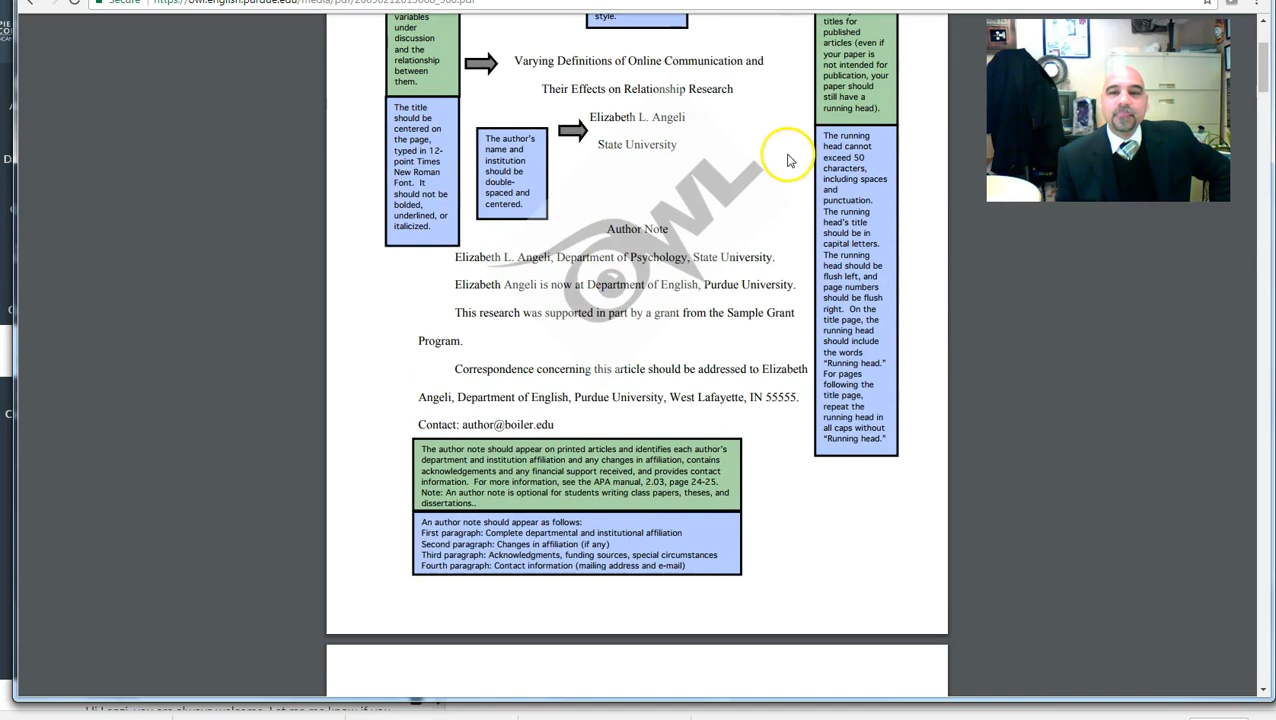 Secure
https://owl.english.purdue.edu/media/pdf/20090212013008_560.pdf
variables
under
discussion
and the
relationship
between
them.
The title
should be
centered on
the page,
typed in 12-
point Times
New Roman
Font. It
should not be
bolded,
underlined, or
italicized.
style.
Varying Definitions of Online Communication and
Their Effects on Relationship Research
Elizabeth L. Angeli
State University
The author's
name and
institution
should be
double-
spaced and
centered.
titles for
published
articles (even if
your paper is
not intended for
publication, your
paper should
still have a
running head).
The running
head cannot
exceed 50
characters,
including spaces
and
punctuation.
The running
head's title
should be in
capital letters.
The running
head should be
flush left, and
page numbers
should be flush
right. On the
title page, the
running head
should include
the words
“Running head.”
For pages
following the
title page,
repeat the
running head in
all caps without
“Running head.”
OWL
Author Note
Elizabeth L. Angeli, Department of Psychology, State University.
Elizabeth Angeli is now at Department of English, Purdue University.
This research was supported in part by a grant from the Sample Grant
Program.
Correspondence concerning this article should be addressed to Elizabeth
Angeli, Department of English, Purdue University, West Lafayette, IN 55555.
Contact: author@boiler.edu
The author note should appear on printed articles and identifies each author's
department and institution affiliation and any changes in affiliation, contains
acknowledgements and any financial support received, and provides contact
information. For more information, see the APA manual, 2.03, page 24-25.
Note: An author note is optional for students writing class papers, theses, and
dissertations..
An author note should appear as follows:
First paragraph: Complete departmental and institutional affiliation
Second paragraph: Changes in affiliation (if any)
Third paragraph: Acknowledgments, funding sources, special circumstances
Fourth paragraph: Contact information (mailing address and e-mail)